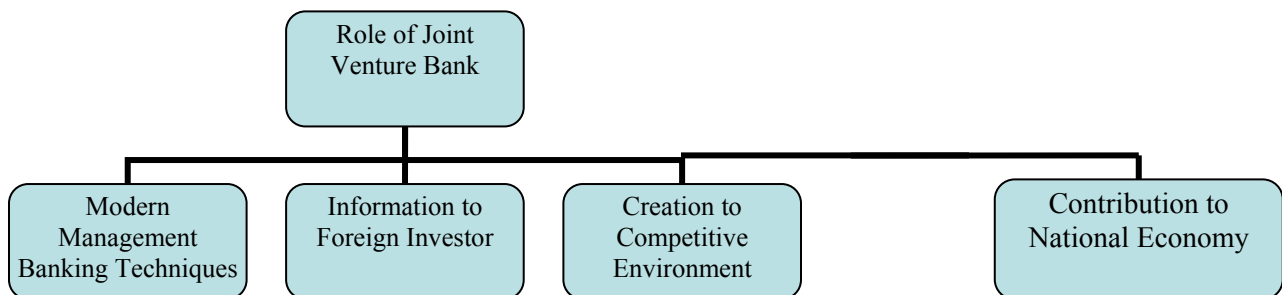 Role of Joint
Venture Bank
Modern
Management
Banking Techniques
Information to
Foreign Investor
Creation to
Competitive
Environment
Contribution to
National Economy